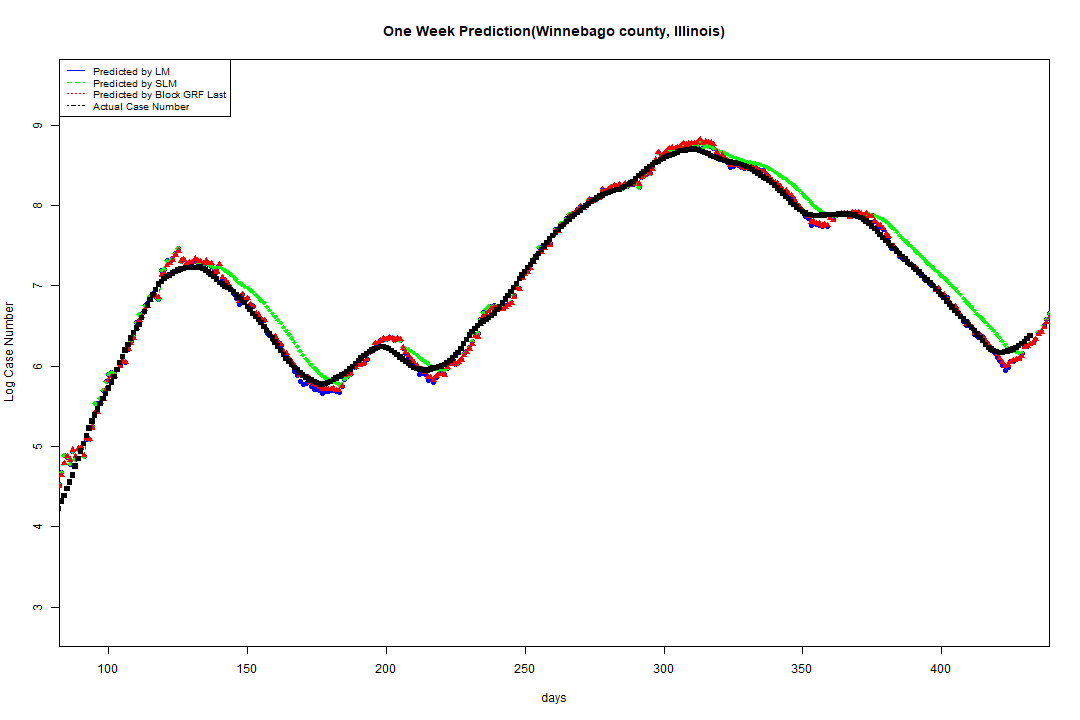 One Week Prediction(Winnebago county, Illinois)
Predicted by LM
Predicted by SLM
Predicted by Block GRF Last
Actual Case Number
9
8
7
6
5
4
3
Log Case Number
100 150 200 250 300 350 400
days